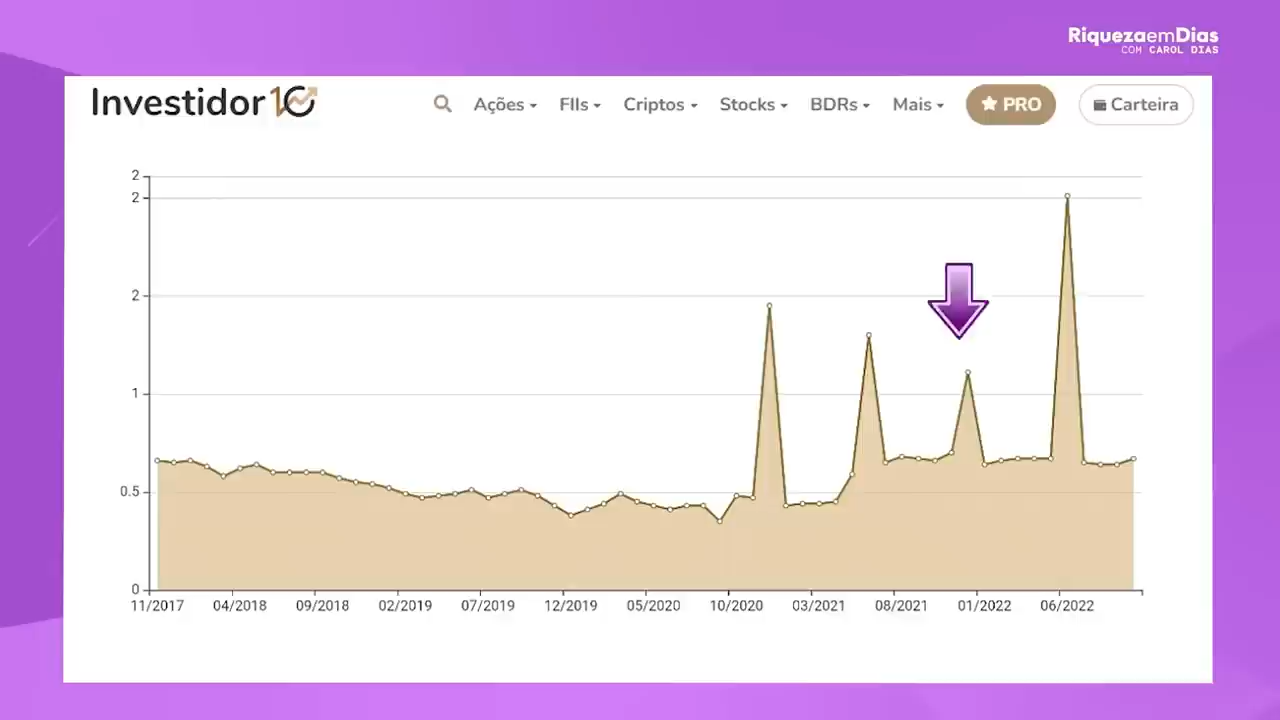 RiquezaemDias
COM CAROL DIAS
Investidor 10
Ações
FIIs
Criptos
Stocks
BDRs
Mais
PRO
Carteira
2
2
2
1
0.5
0
11/2017 04/2018 09/2018 02/2019 07/2019 12/2019 05/2020 10/2020 03/2021 08/2021 01/2022 06/2022